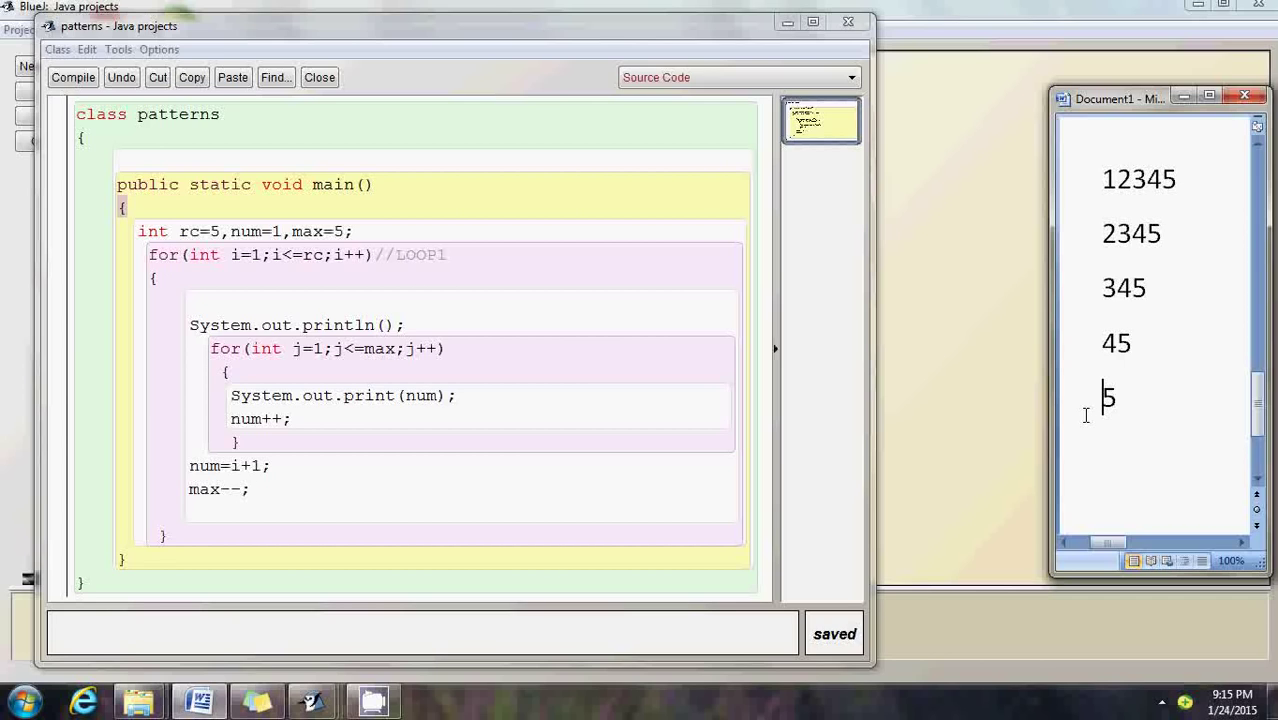 BlueJ: Java projects
patterns - Java projects
Class Edit Tools Options
Compile Undo Cut Copy Paste Find... Close Source Code
class patterns
{
public static void main()
{
int rc=5,num=1,max=5;
for(int i=1;i<=rc;i++)//LOOP1
{
System.out.println();
for(int j=1;j<=max;j++)
{
System.out.print(num);
num++;
}
num=i+1;
max--;
}
}
}
saved
Document1 - Mi...
12345
2345
345
45
5
100%
9:15 PM
1/24/2015